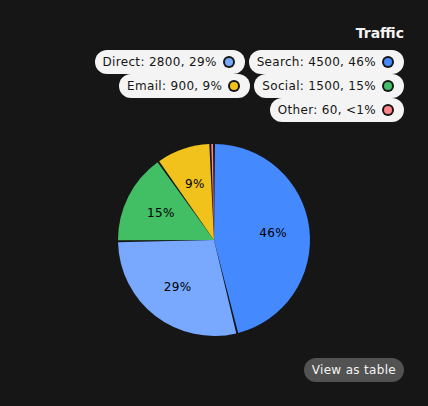 Traffic
Direct: 2800, 29% Search: 4500, 46%
Email: 900, 9% Social: 1500, 15%
Other: 60, <1%
9%
15%
46%
29%
View as table